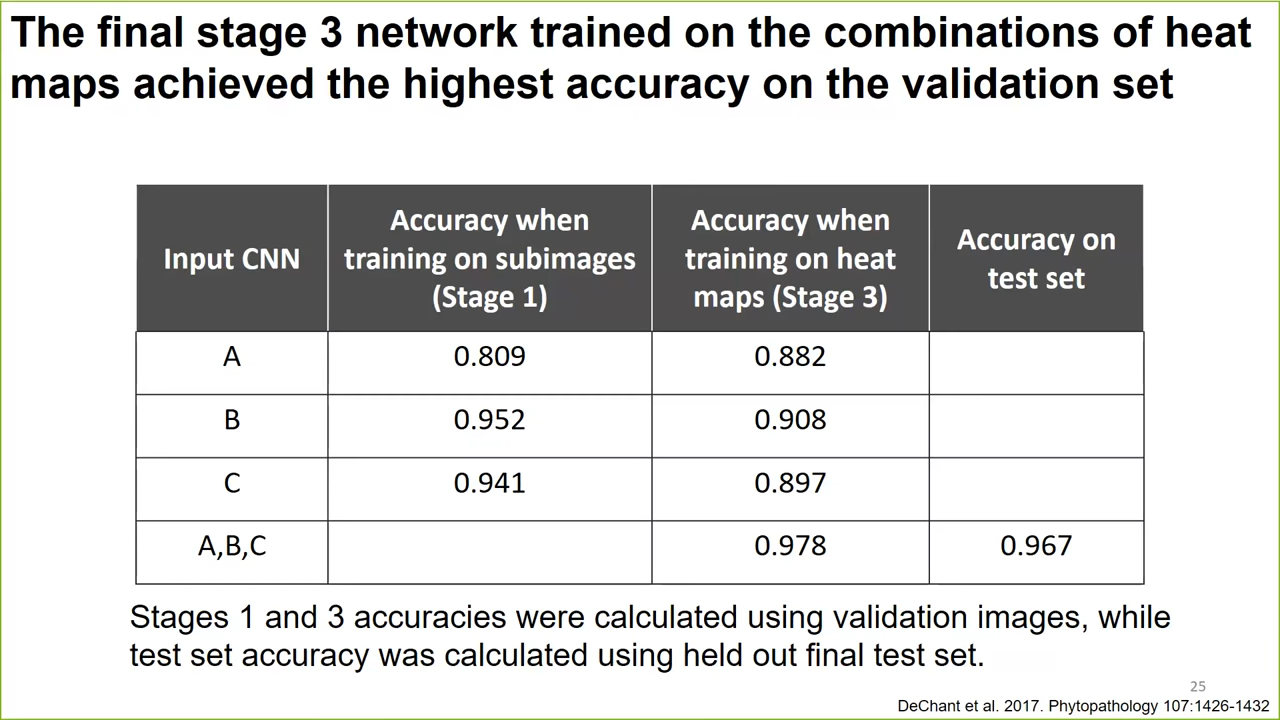 The final stage 3 network trained on the combinations of heat
maps achieved the highest accuracy on the validation set
Input CNN
Accuracy when
training on subimages
(Stage 1)
Accuracy when
training on heat
maps (Stage 3)
Accuracy on
test set
A 0.809 0.882
B 0.952 0.908
C 0.941 0.897
A,B,C 0.978 0.967
Stages 1 and 3 accuracies were calculated using validation images, while
test set accuracy was calculated using held out final test set.
25
DeChant et al. 2017. Phytopathology 107:1426-1432